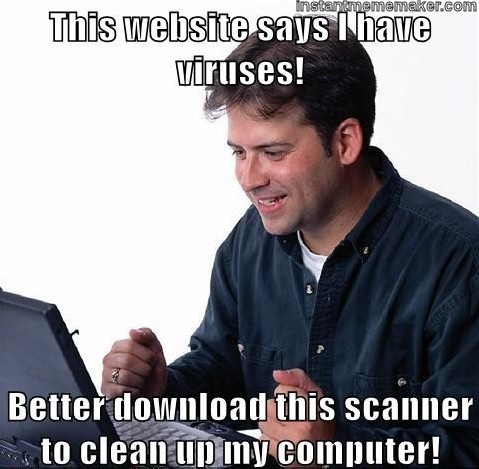 instantmememaker.com
This website says I have
viruses!
Better download this scanner
to clean up my computer!